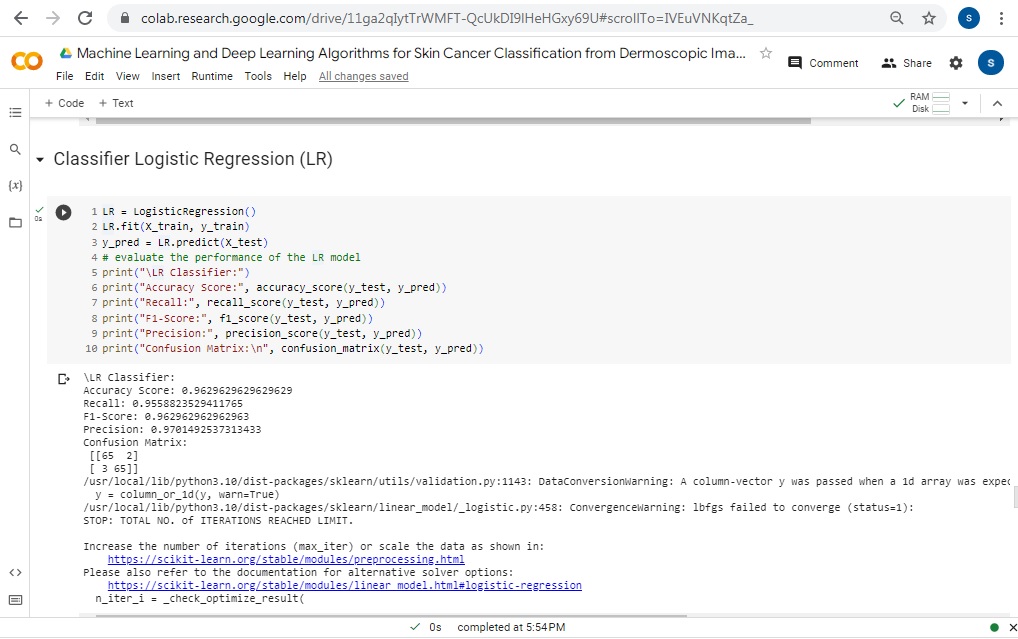 colab.research.google.com/drive/11ga2qIytTrWMFT-QcUkDI9IHeHGxy69U#scrollTo=IVEuVNKqtZa_
S
CO
Machine Learning and Deep Learning Algorithms for Skin Cancer Classification from Dermoscopic Ima...
Comment
Share
S
File Edit View Insert Runtime Tools Help All changes saved
+ Code + Text
RAM
Disk
Classifier Logistic Regression (LR)
{x}
0s
1 LR = LogisticRegression()
2 LR.fit(X_train, y_train)
3 y_pred = LR.predict(X_test)
4 # evaluate the performance of the LR model
5 print("\LR Classifier:")
6 print("Accuracy Score:", accuracy_score(y_test, y_pred))
7 print("Recall:", recall_score(y_test, y_pred))
8 print("F1-Score:", f1_score(y_test, y_pred))
9 print("Precision:", precision_score(y_test, y_pred))
10 print("Confusion Matrix:\n", confusion_matrix(y_test, y_pred))
\LR Classifier:
Accuracy Score: 0.9629629629629629
Recall: 0.9558823529411765
F1-Score: 0.962962962962963
Precision: 0.9701492537313433
Confusion Matrix:
[[65 2]
[ 3 65]]
/usr/local/lib/python3.10/dist-packages/sklearn/utils/validation.py:1143: DataConversionWarning: A column-vector y was passed when a 1d array was expec
y = column_or_1d(y, warn=True)
/usr/local/lib/python3.10/dist-packages/sklearn/linear_model/_logistic.py:458: ConvergenceWarning: lbfgs failed to converge (status=1):
STOP: TOTAL NO. of ITERATIONS REACHED LIMIT.
Increase the number of iterations (max_iter) or scale the data as shown in:
https://scikit-learn.org/stable/modules/preprocessing.html
Please also refer to the documentation for alternative solver options:
https://scikit-learn.org/stable/modules/linear_model.html#logistic-regression
n_iter_i = _check_optimize_result(
0s completed at 5:54 PM